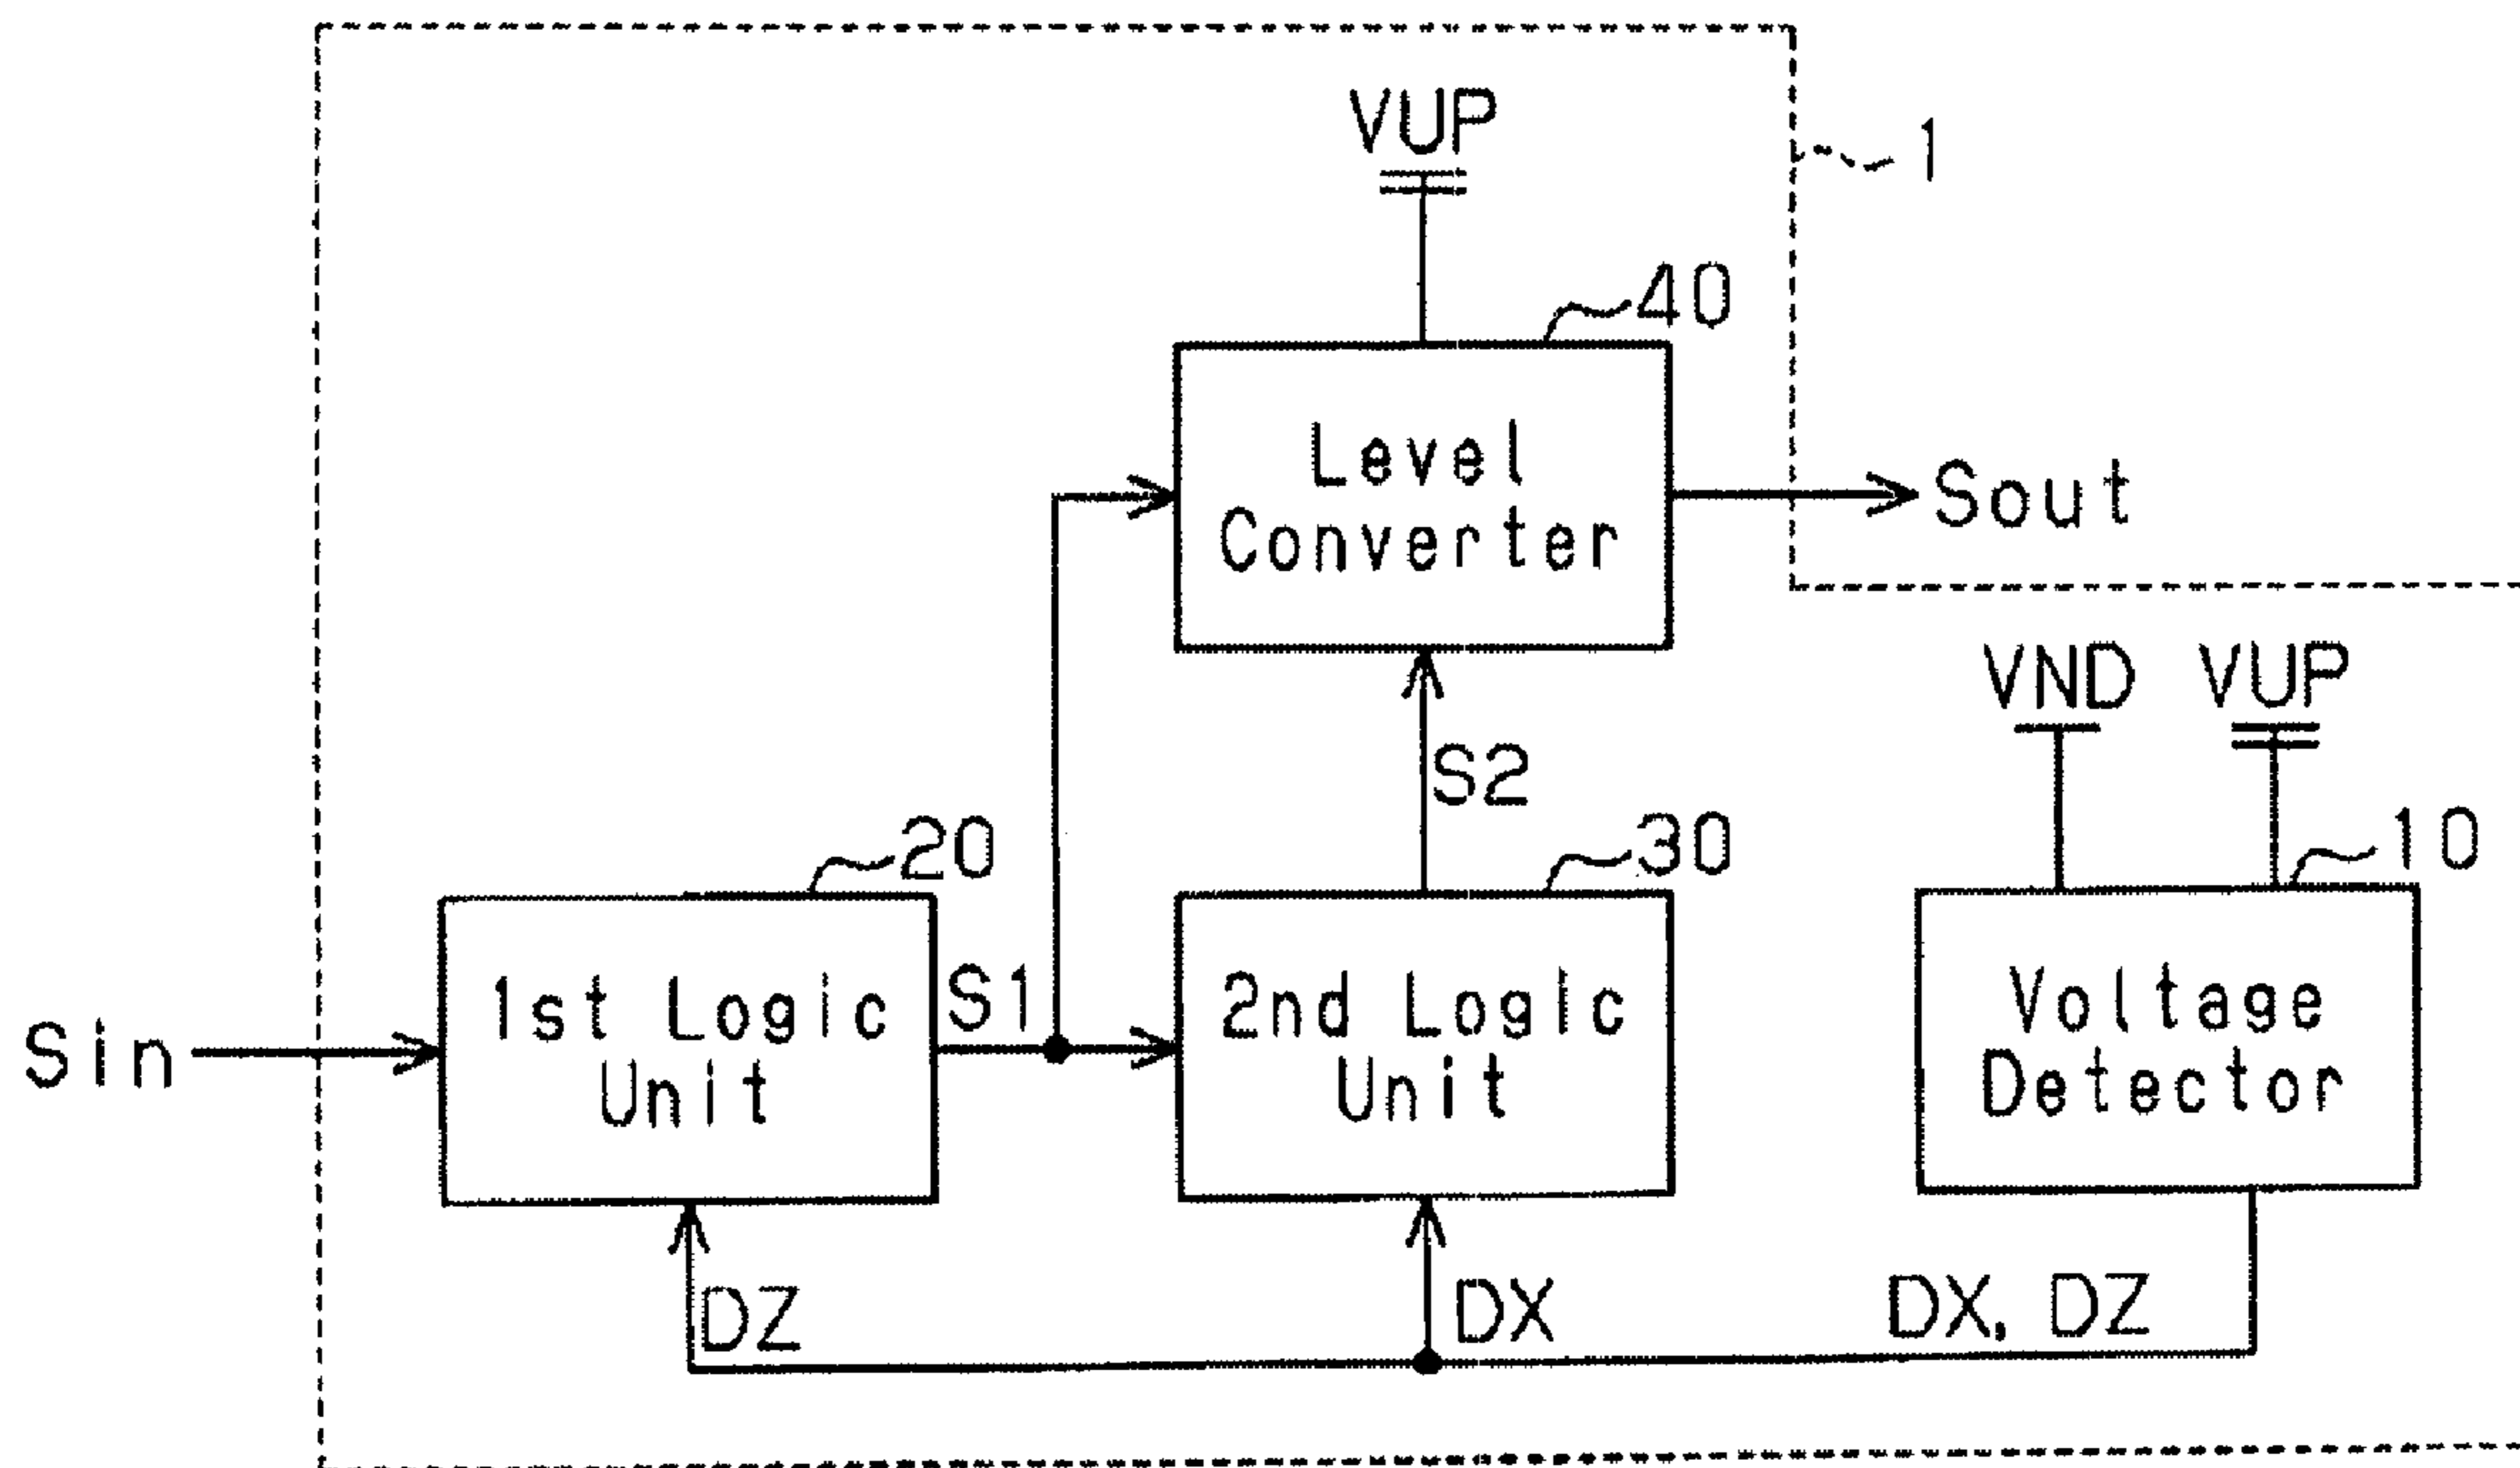 VUP
1
40
Level
Converter
Sout
VND
VUP
S2
20
30
10
Sin
1st Logic
Unit
S1
2nd Logic
Unit
Voltage
Detector
DZ
DX
DX, DZ